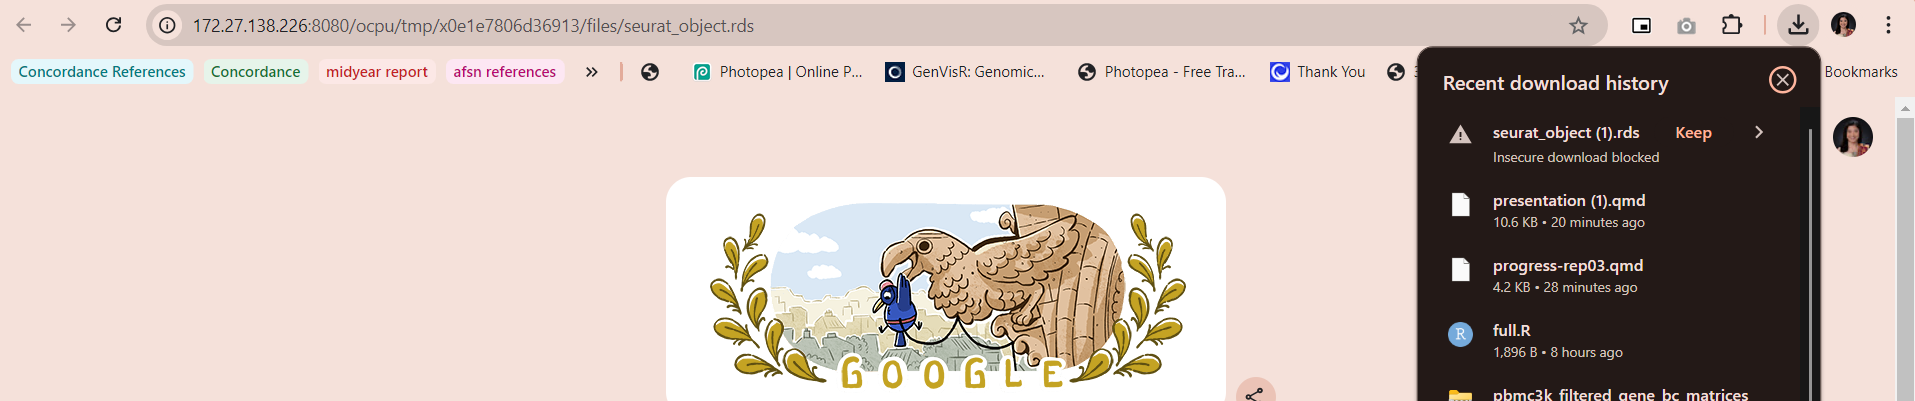 172.27.138.226:8080/ocpu/tmp/x0e1e7806d36913/files/seurat_object.rds
Concordance References
Concordance
midyear report
afsn references
Photopea | Online P...
GenVisR: Genomic...
Photopea - Free Tra...
Thank You
Bookmarks
Recent download history
seurat_object (1).rds
Keep
Insecure download blocked
presentation (1).qmd
10.6 KB • 20 minutes ago
progress-rep03.qmd
4.2 KB • 28 minutes ago
R
full.R
1,896 B • 8 hours ago
pbmc3k_filtered_gene_bc_matrices
GOOGLE